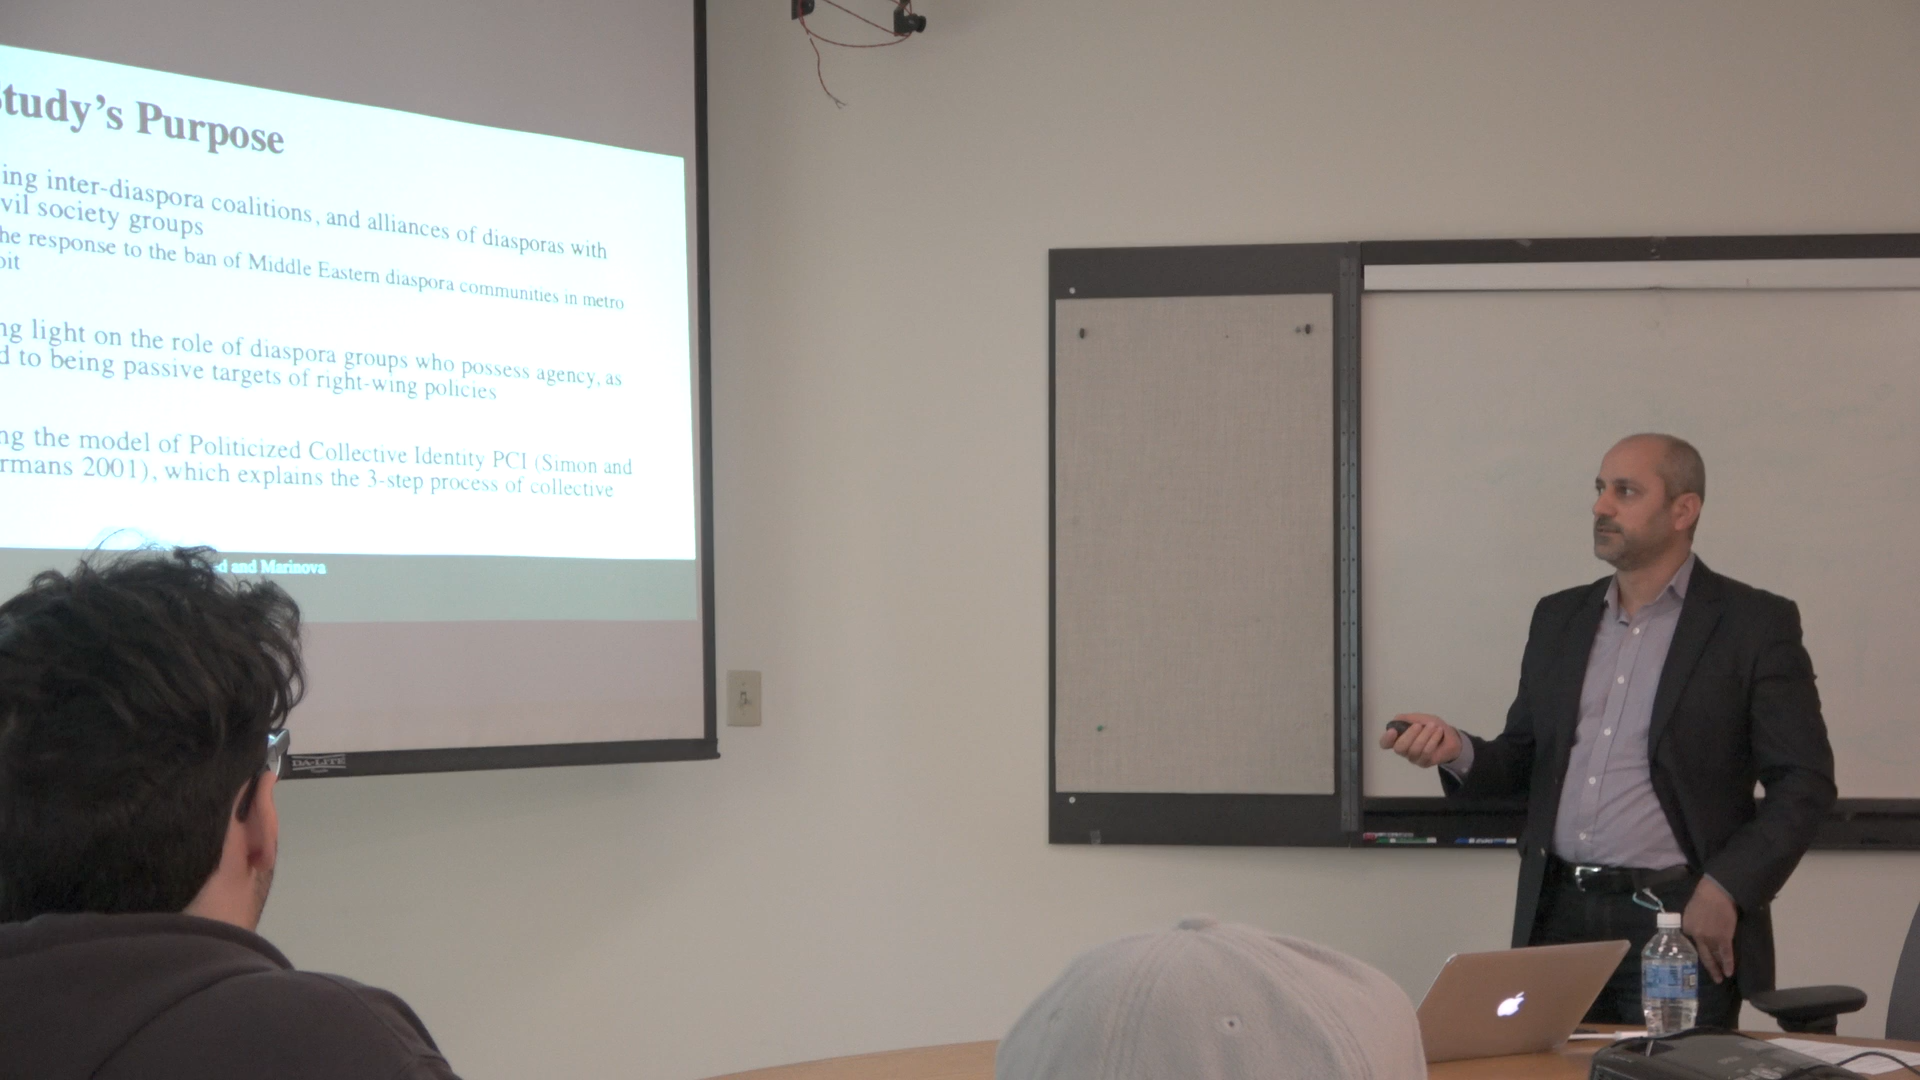 tudy's Purpose
ing inter-diaspora coalitions, and alliances of diasporas with
vil society groups
he response to the ban of Middle Eastern diaspora communities in metro
oit
ng light on the role of diaspora groups who possess agency, as
d to being passive targets of right-wing policies
ng the model of Politicized Collective Identity PCI (Simon and
rmans 2001), which explains the 3-step process of collective
d and Marinova
DA-LITE